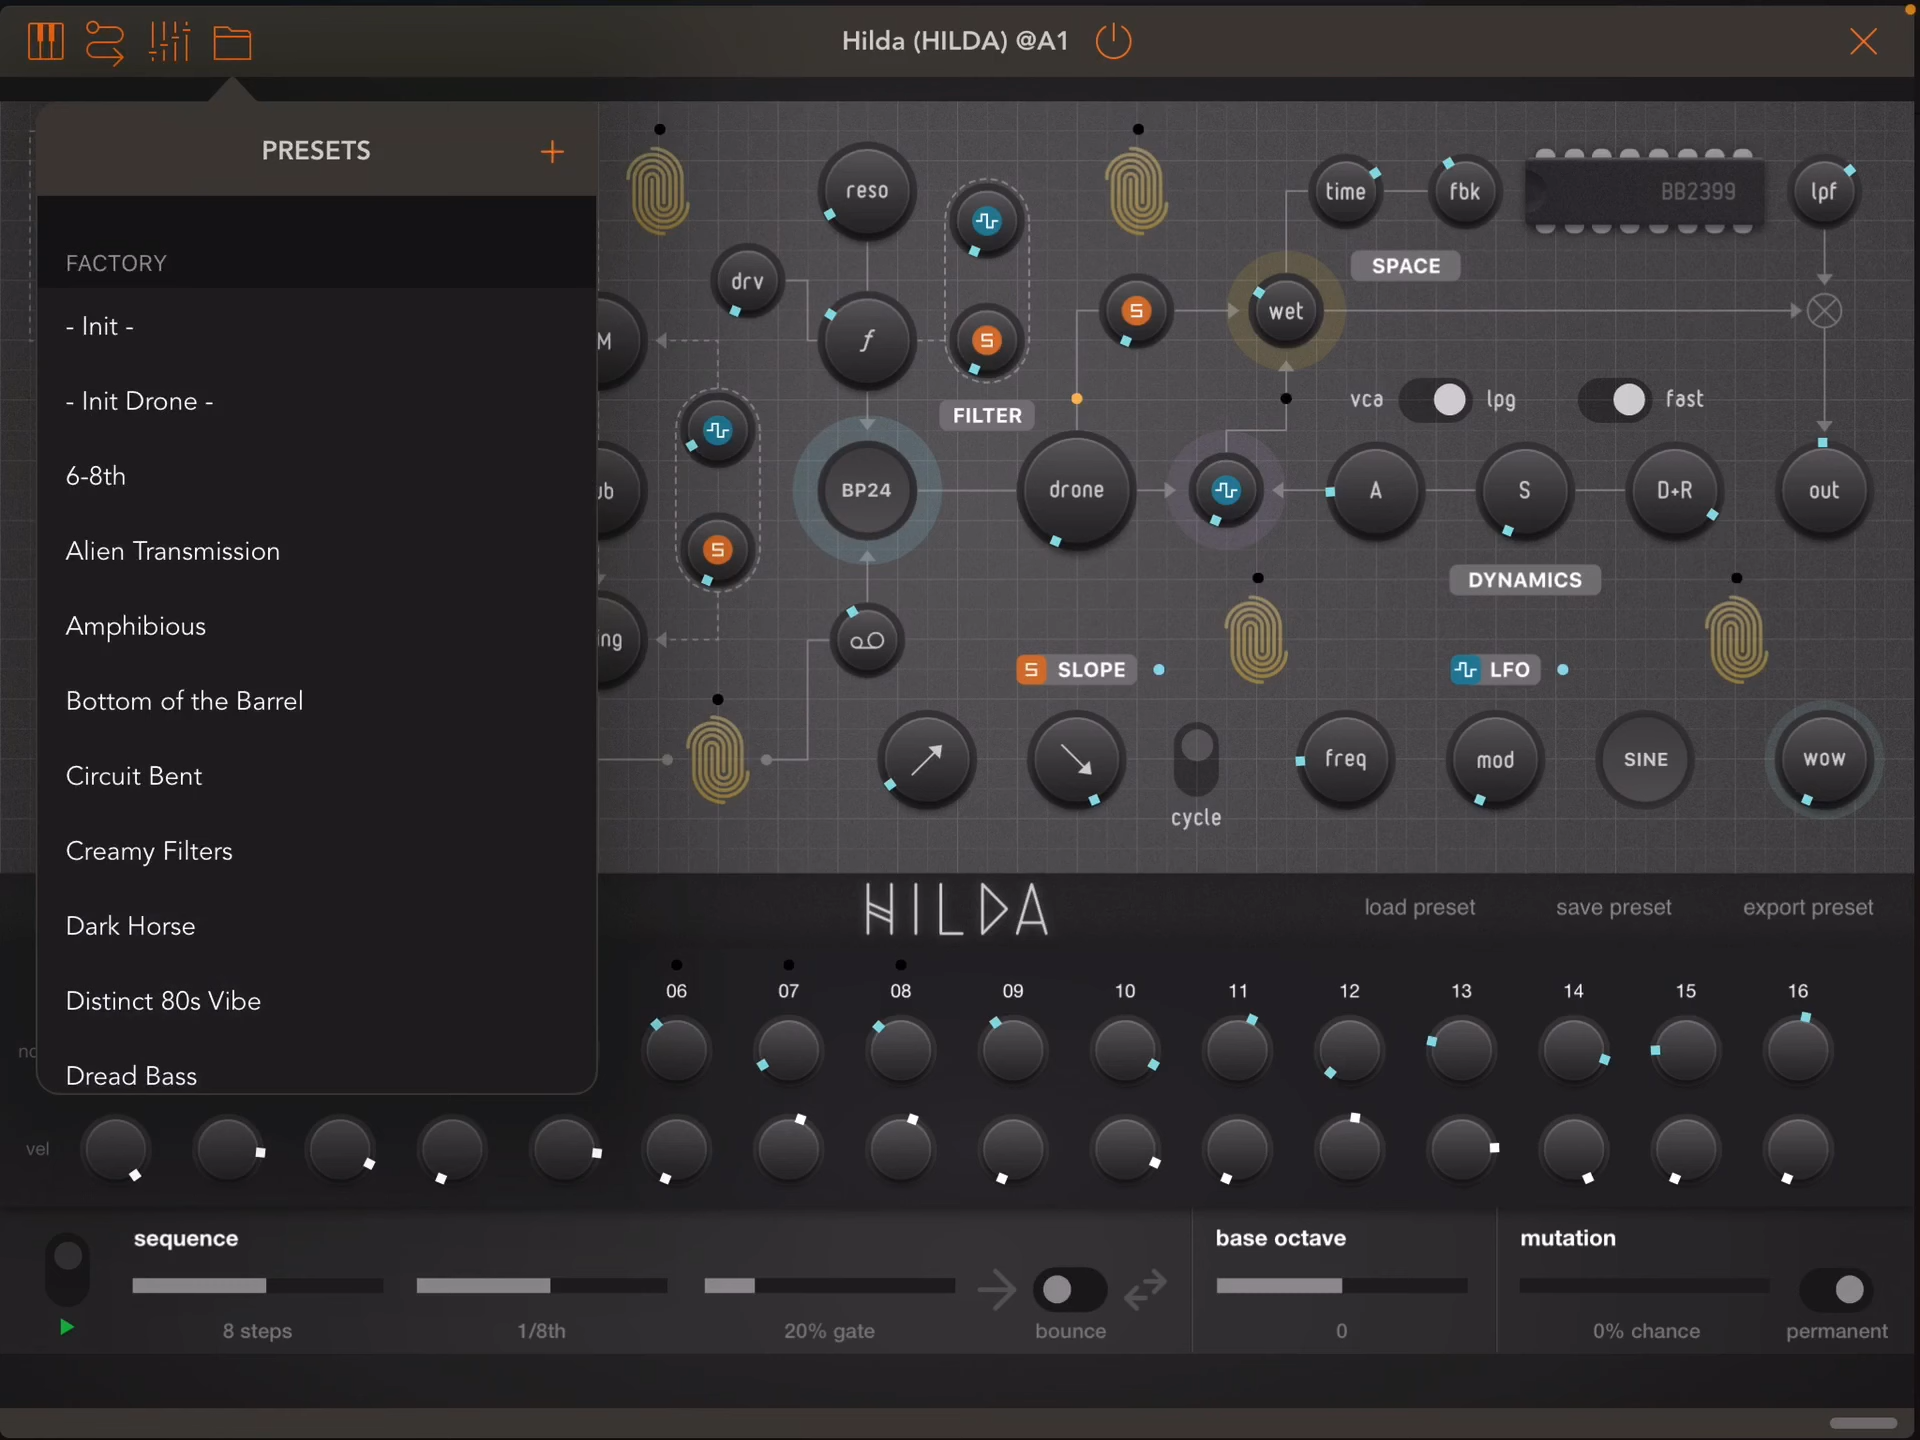 Hilda (HILDA) @A1
PRESETS
FACTORY
- Init -
- Init Drone -
6-8th
Alien Transmission
Amphibious
Bottom of the Barrel
Circuit Bent
Creamy Filters
Dark Horse
Distinct 80s Vibe
Dread Bass
reso
time
fbk
BB2399
lpf
SPACE
drv
S
wet
M
f
S
vca
lpg
fast
FILTER
ub
BP24
drone
A
S
D+R
out
S
DYNAMICS
ing
S SLOPE
LFO
freq
mod
SINE
wow
cycle
HILDA
load preset
save preset
export preset
06 07 08 09 10 11 12 13 14 15 16
no
vel
sequence
base octave
mutation
8 steps
1/8th
20% gate
bounce
0
0% chance
permanent